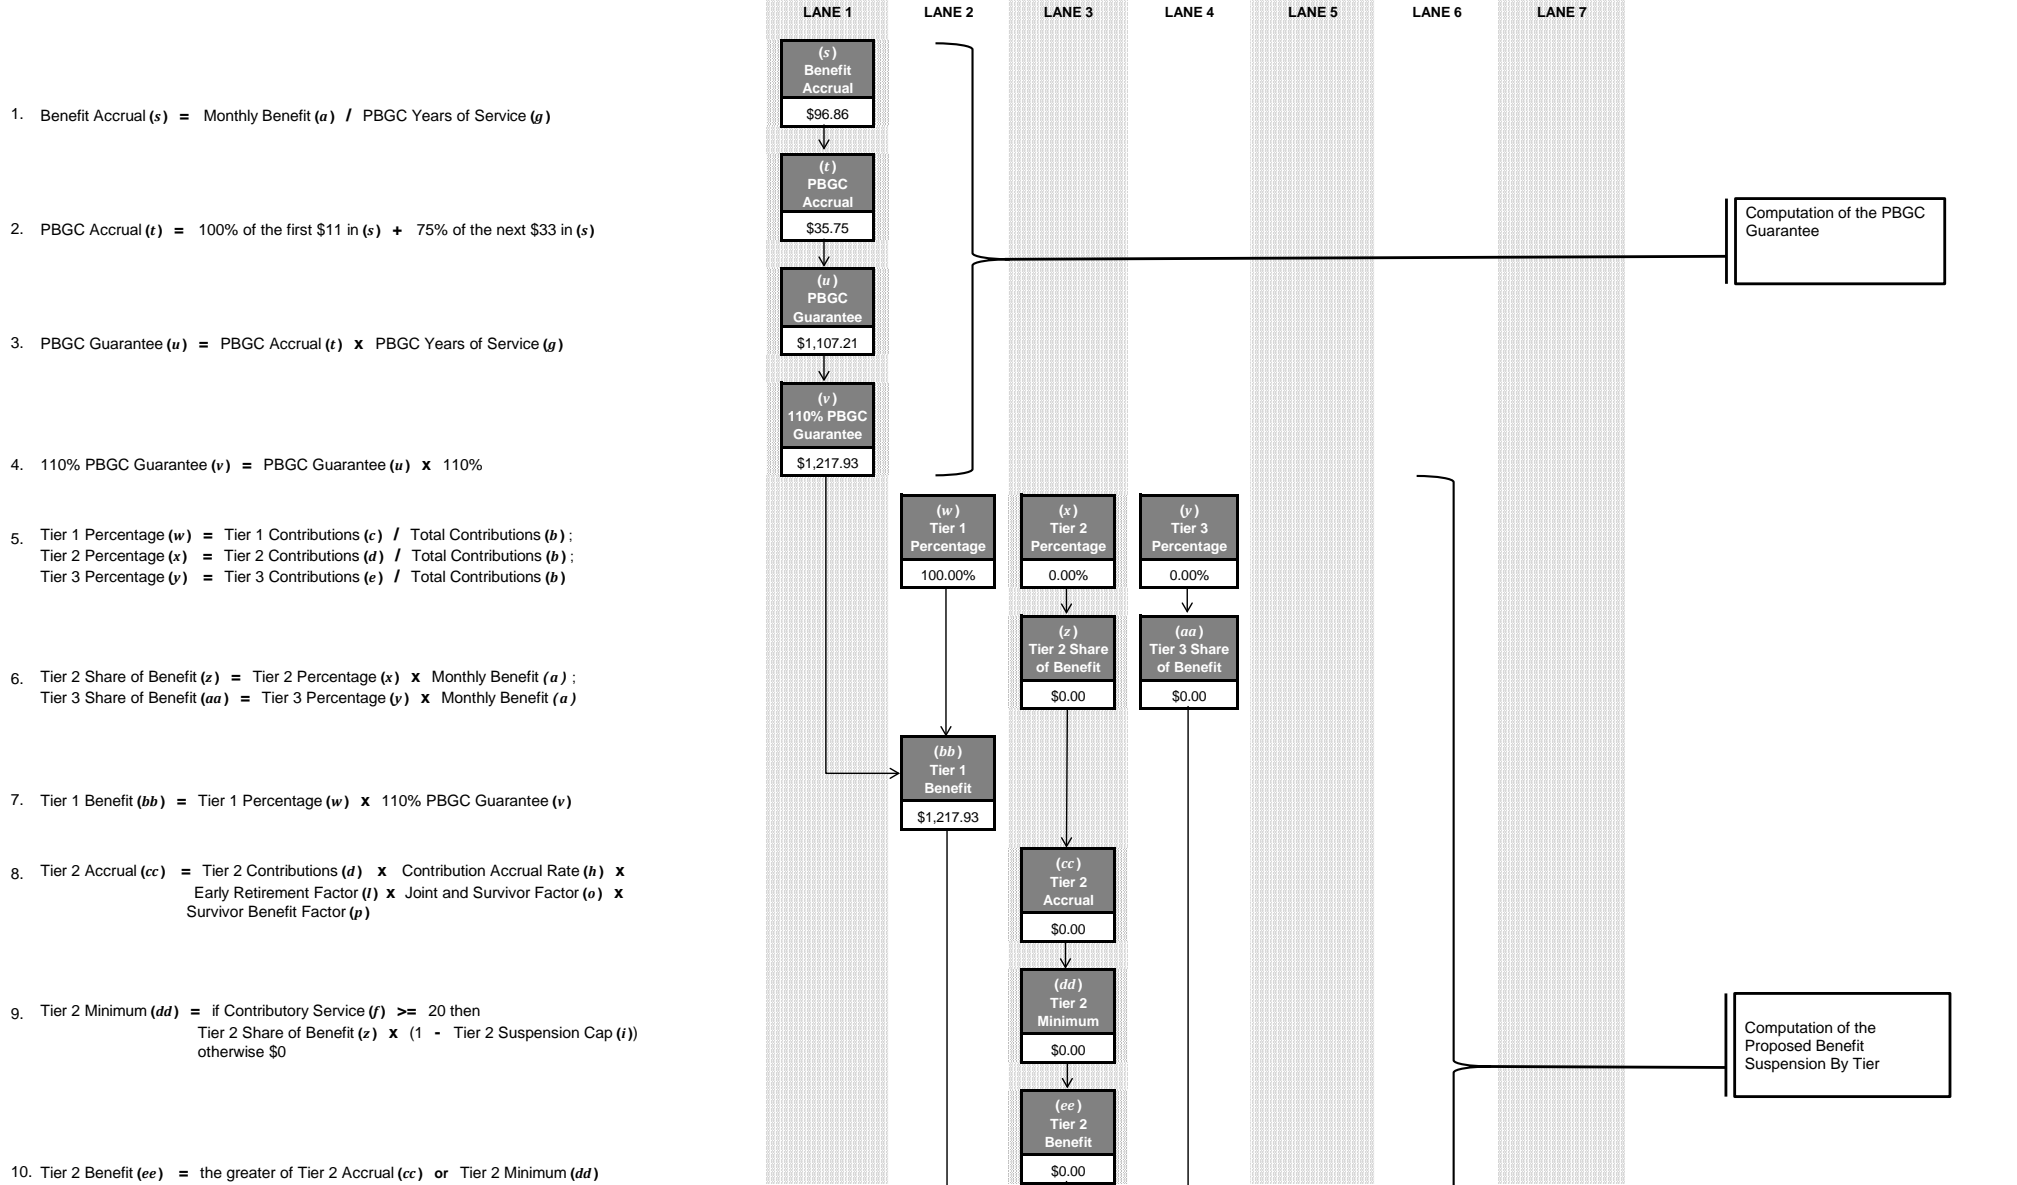 LANE 1 LANE 2 LANE 3 LANE 4 LANE 5 LANE 6 LANE 7
(s)
Benefit
Accrual
$96.86
1. Benefit Accrual (s) = Monthly Benefit (a) / PBGC Years of Service (g)
(t)
PBGC
Accrual
$35.75
2. PBGC Accrual (t) = 100% of the first $11 in (s) + 75% of the next $33 in (s)
Computation of the PBGC
Guarantee
(u)
PBGC
Guarantee
$1,107.21
3. PBGC Guarantee (u) = PBGC Accrual (t) x PBGC Years of Service (g)
(v)
110% PBGC
Guarantee
$1,217.93
4. 110% PBGC Guarantee (v) = PBGC Guarantee (u) x 110%
(w)
Tier 1
Percentage
100.00%
(x)
Tier 2
Percentage
0.00%
(y)
Tier 3
Percentage
0.00%
5. Tier 1 Percentage (w) = Tier 1 Contributions (c) / Total Contributions (b) ;
Tier 2 Percentage (x) = Tier 2 Contributions (d) / Total Contributions (b) ;
Tier 3 Percentage (y) = Tier 3 Contributions (e) / Total Contributions (b)
(z)
Tier 2 Share
of Benefit
$0.00
(aa)
Tier 3 Share
of Benefit
$0.00
6. Tier 2 Share of Benefit (z) = Tier 2 Percentage (x) x Monthly Benefit (a) ;
Tier 3 Share of Benefit (aa) = Tier 3 Percentage (y) x Monthly Benefit (a)
(bb)
Tier 1
Benefit
$1,217.93
7. Tier 1 Benefit (bb) = Tier 1 Percentage (w) x 110% PBGC Guarantee (v)
(cc)
Tier 2
Accrual
$0.00
8. Tier 2 Accrual (cc) = Tier 2 Contributions (d) x Contribution Accrual Rate (h) x
Early Retirement Factor (l) x Joint and Survivor Factor (o) x
Survivor Benefit Factor (p)
(dd)
Tier 2
Minimum
$0.00
9. Tier 2 Minimum (dd) = if Contributory Service (f) >= 20 then
Tier 2 Share of Benefit (z) x (1 - Tier 2 Suspension Cap (i))
otherwise $0
Computation of the
Proposed Benefit
Suspension By Tier
(ee)
Tier 2
Benefit
$0.00
10. Tier 2 Benefit (ee) = the greater of Tier 2 Accrual (cc) or Tier 2 Minimum (dd)